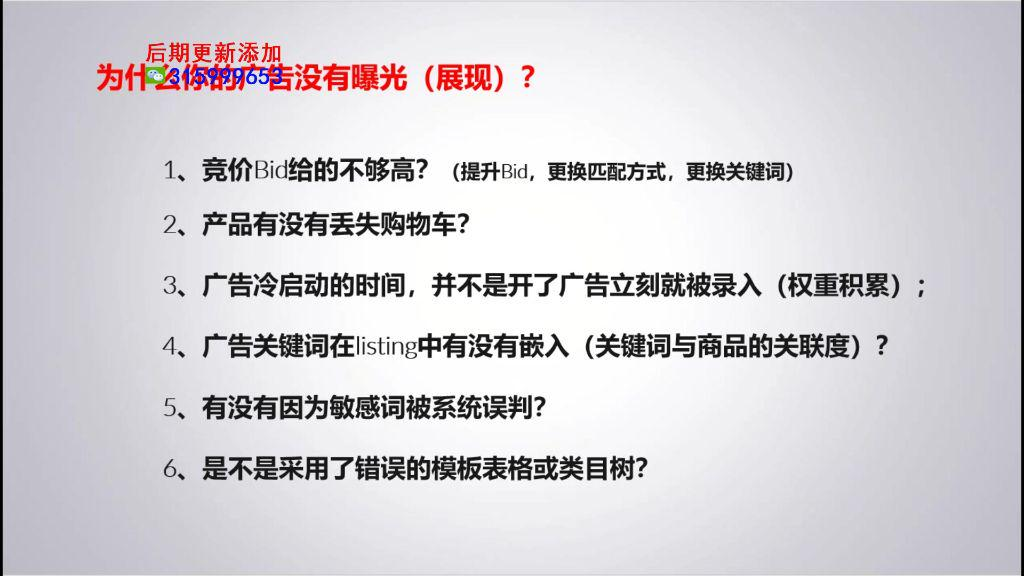 后期更新添加
315999653
为什么你的广告没有曝光（展现）？
1、竞价Bid给的不够高？（提升Bid，更换匹配方式，更换关键词）
2、产品有没有丢失购物车？
3、广告冷启动的时间，并不是开了广告立刻就被录入（权重积累）；
4、广告关键词在listing中有没有嵌入（关键词与商品的关联度）？
5、有没有因为敏感词被系统误判？
6、是不是采用了错误的模板表格或类目树？